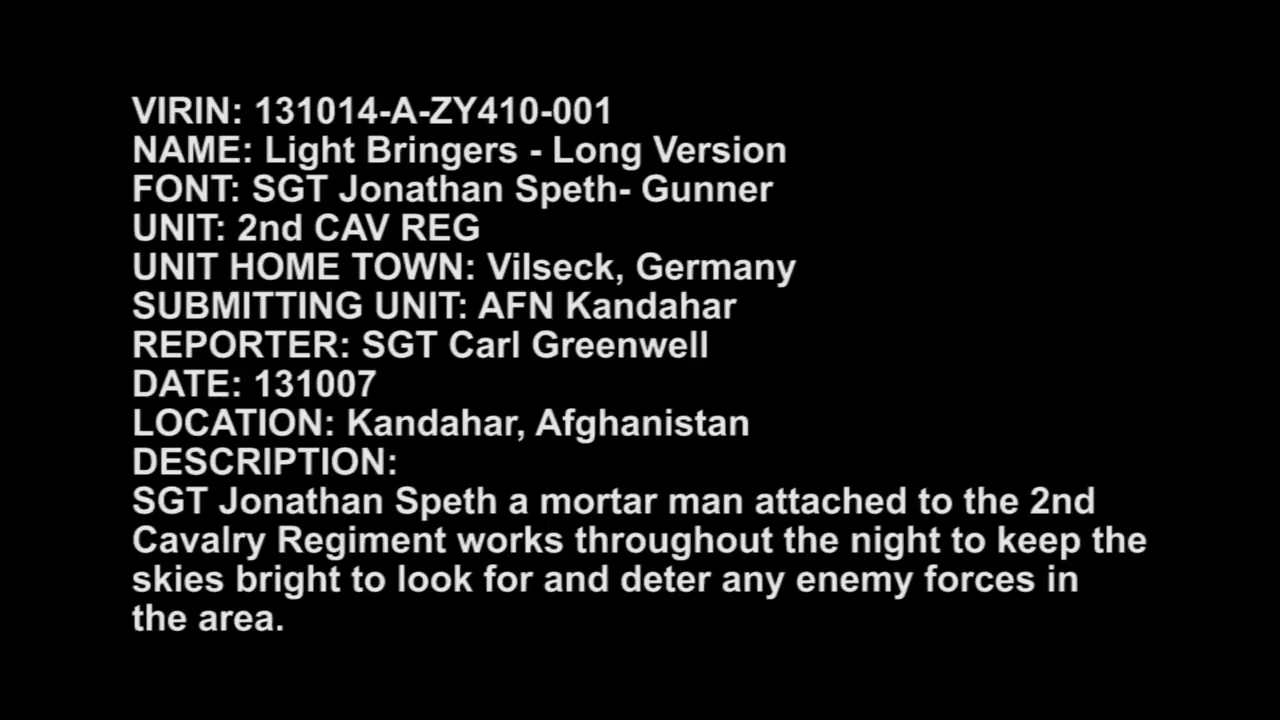 VIRIN: 131014-A-ZY410-001
NAME: Light Bringers - Long Version
FONT: SGT Jonathan Speth- Gunner
UNIT: 2nd CAV REG
UNIT HOME TOWN: Vilseck, Germany
SUBMITTING UNIT: AFN Kandahar
REPORTER: SGT Carl Greenwell
DATE: 131007
LOCATION: Kandahar, Afghanistan
DESCRIPTION:
SGT Jonathan Speth a mortar man attached to the 2nd
Cavalry Regiment works throughout the night to keep the
skies bright to look for and deter any enemy forces in
the area.